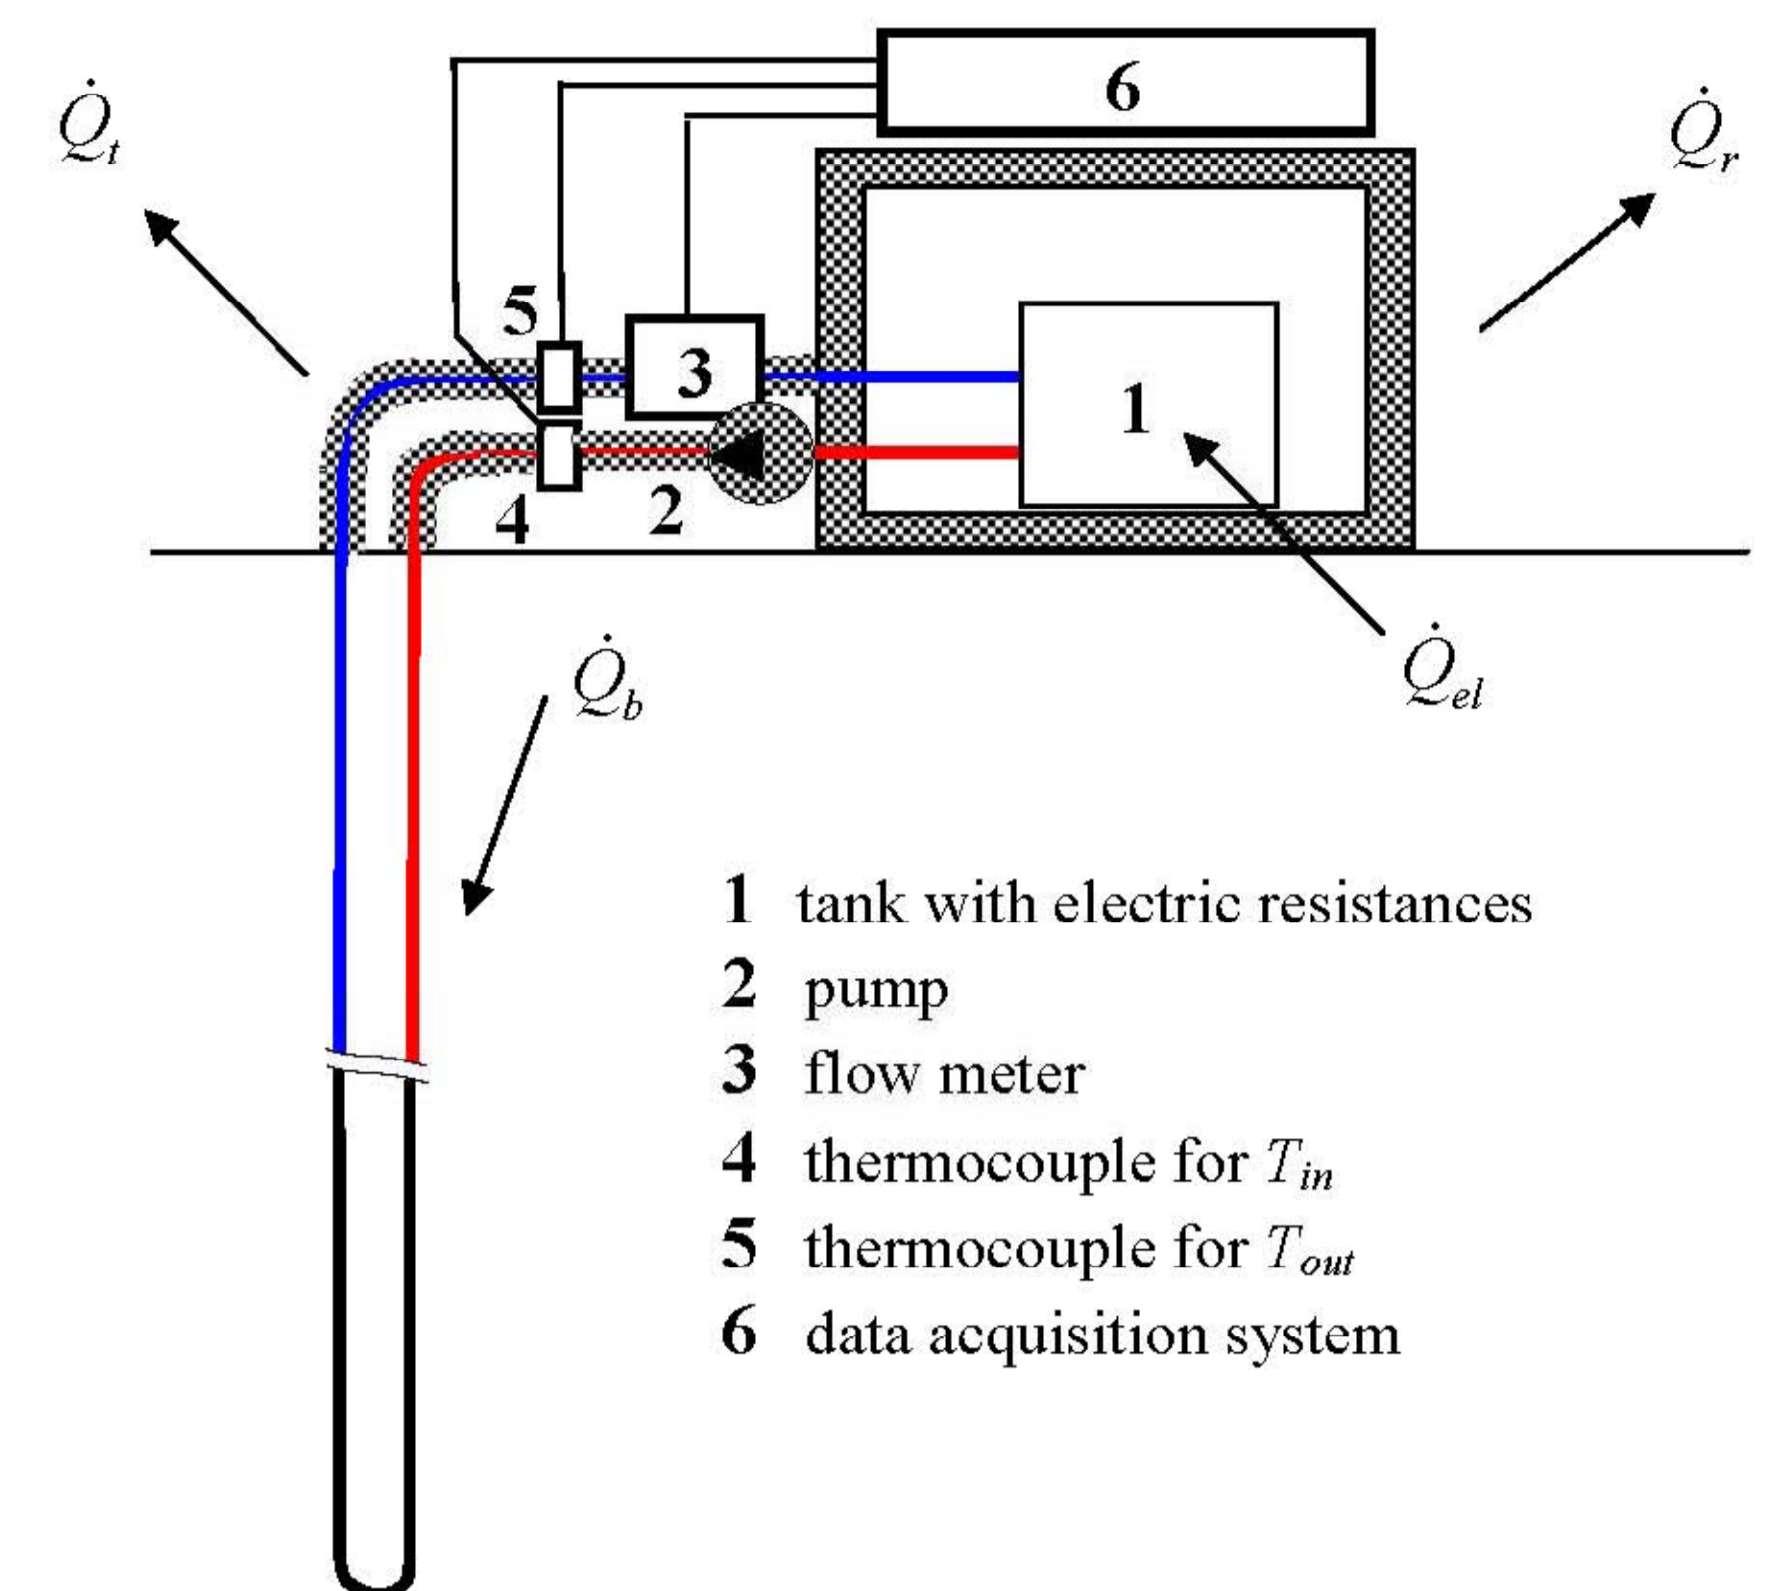 6
Q̇t
Q̇r
5
3
1
4
2
Q̇b
Q̇el
1 tank with electric resistances
2 pump
3 flow meter
4 thermocouple for Tin
5 thermocouple for Tout
6 data acquisition system